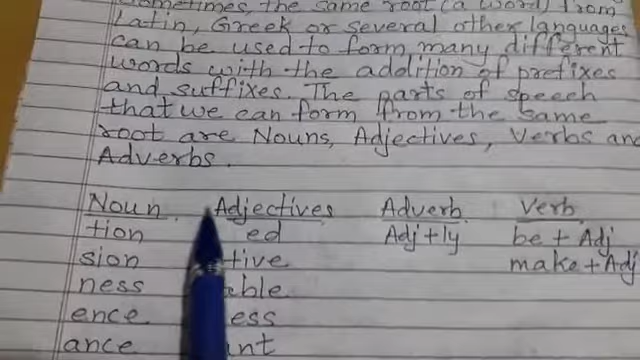 Sometimes, the same root (a word) from
Latin, Greek or several other languages
can be used to form many different
words with the addition of prefixes
and suffixes. The parts of speech
that we can form from the same
root are Nouns, Adjectives, Verbs and
Adverbs.
Noun Adjectives Adverb Verb
tion ed Adj+ly be + Adj
sion tive make + Adj
ness able
ence ess
ance ant